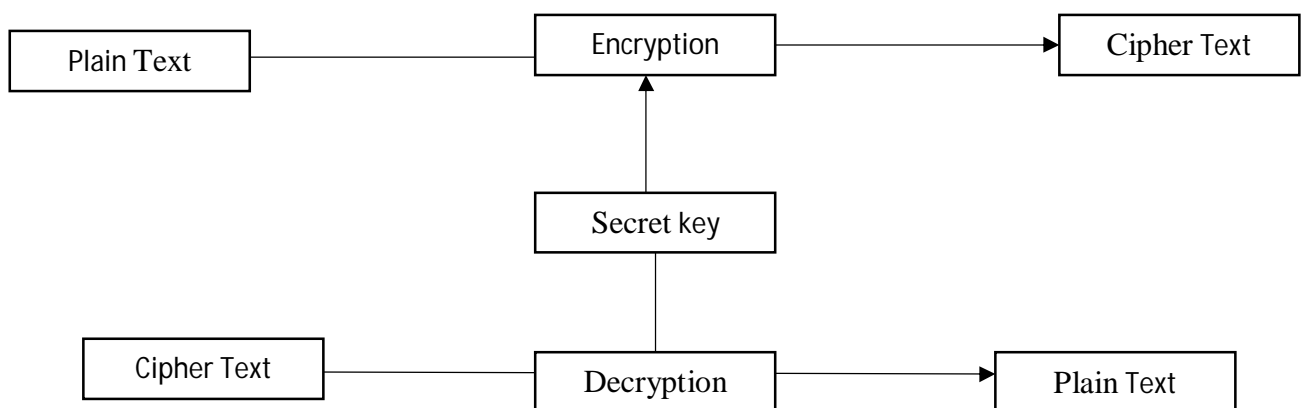 Plain Text
Encryption
Cipher Text
Secret key
Cipher Text
Decryption
Plain Text